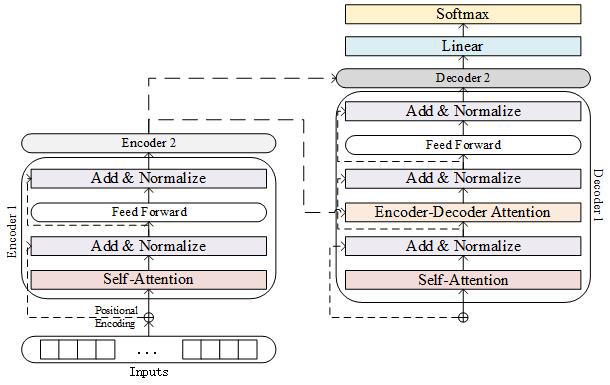 Softmax
Linear
Decoder 2
Add & Normalize
Feed Forward
Add & Normalize
Encoder-Decoder Attention
Add & Normalize
Self-Attention
Decoder 1
Encoder 2
Add & Normalize
Feed Forward
Add & Normalize
Self-Attention
Encoder 1
Positional
Encoding
...
Inputs